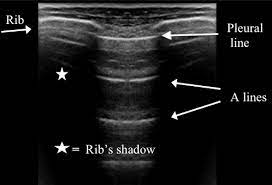 Rib
Pleural
line
A lines
= Rib's shadow